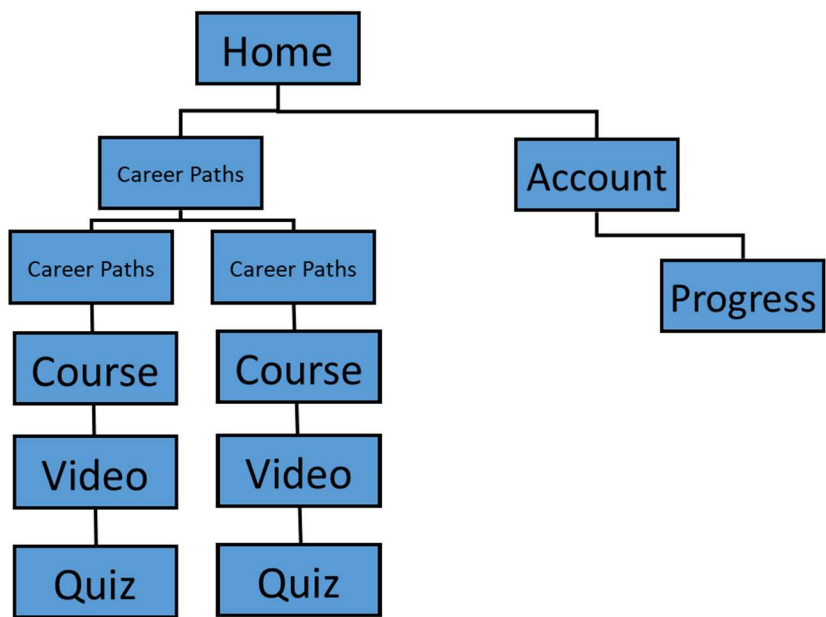 Home
Career Paths
Account
Career Paths
Career Paths
Progress
Course
Course
Video
Video
Quiz
Quiz